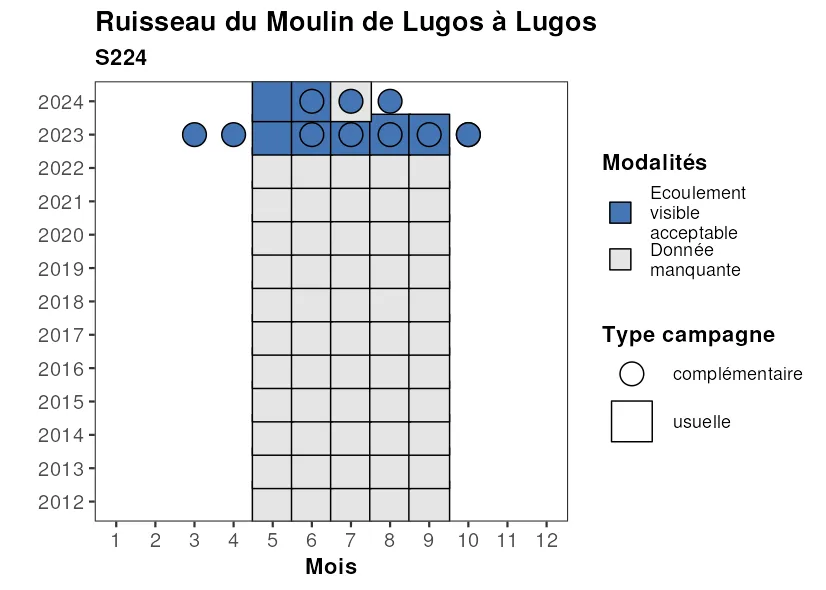 Ruisseau du Moulin de Lugos à Lugos
S224
2024
2023
2022
2021
2020
2019
2018
2017
2016
2015
2014
2013
2012
1 2 3 4 5 6 7 8 9 10 11 12
Mois
Modalités
Ecoulement
visible
acceptable
Donnée
manquante
Type campagne
complémentaire
usuelle